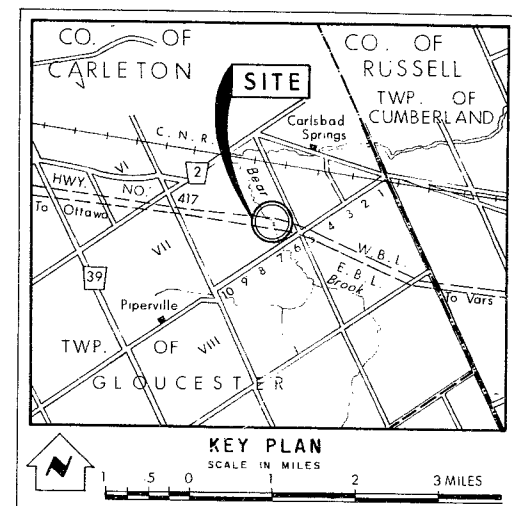 CO. OF
CARLETON
SITE
CO. OF
RUSSELL
TWP. OF
CUMBERLAND
C.N.R.
Carlsbad
Springs
2
VI
HWY. NO. 417
To Ottawa
Bear
Brook
39
VII
10 9 8 7 6 5 4 3 2 1
W.B.L.
E.B.L.
To Vars
Piperville
VIII
TWP. OF
GLOUCESTER
N
KEY PLAN
SCALE IN MILES
1 .5 0 1 2 3 MILES